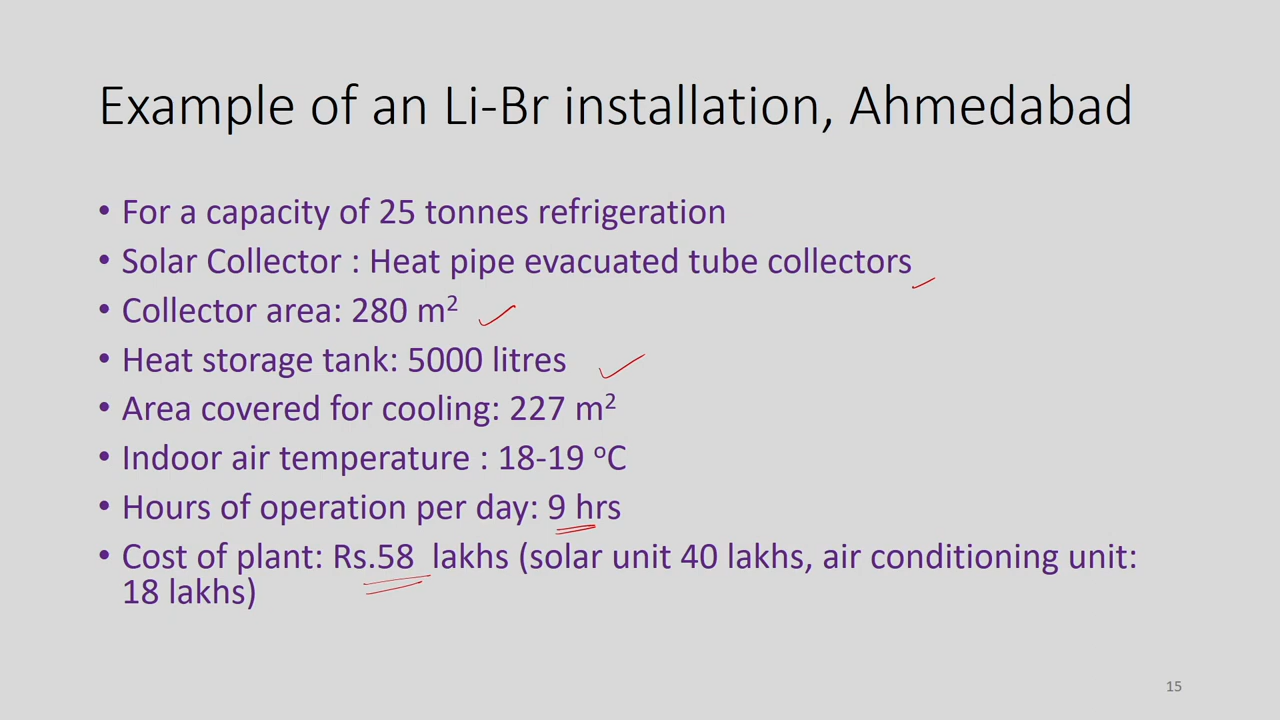 Example of an Li-Br installation, Ahmedabad
• For a capacity of 25 tonnes refrigeration
• Solar Collector : Heat pipe evacuated tube collectors
• Collector area: 280 m²
• Heat storage tank: 5000 litres
• Area covered for cooling: 227 m²
• Indoor air temperature : 18-19 ᵒC
• Hours of operation per day: 9 hrs
• Cost of plant: Rs.58 lakhs (solar unit 40 lakhs, air conditioning unit:
18 lakhs)
15